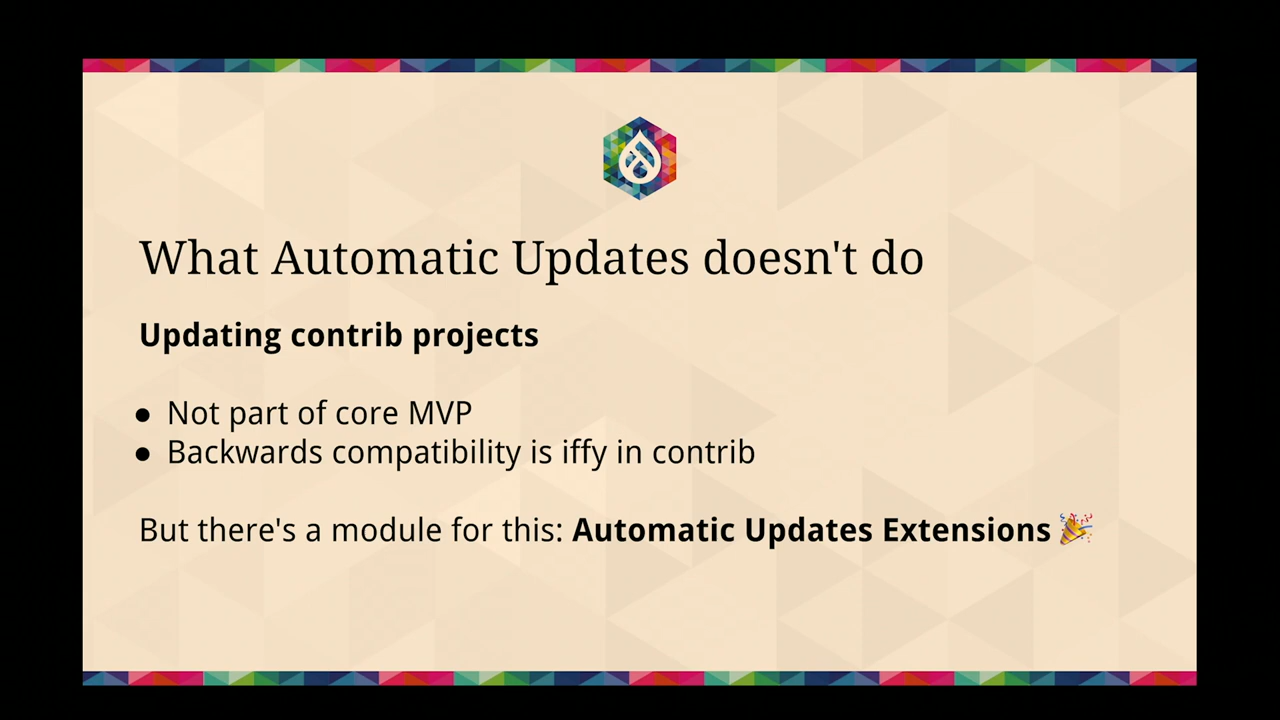 What Automatic Updates doesn't do
Updating contrib projects
● Not part of core MVP
● Backwards compatibility is iffy in contrib
But there's a module for this: Automatic Updates Extensions 🎉